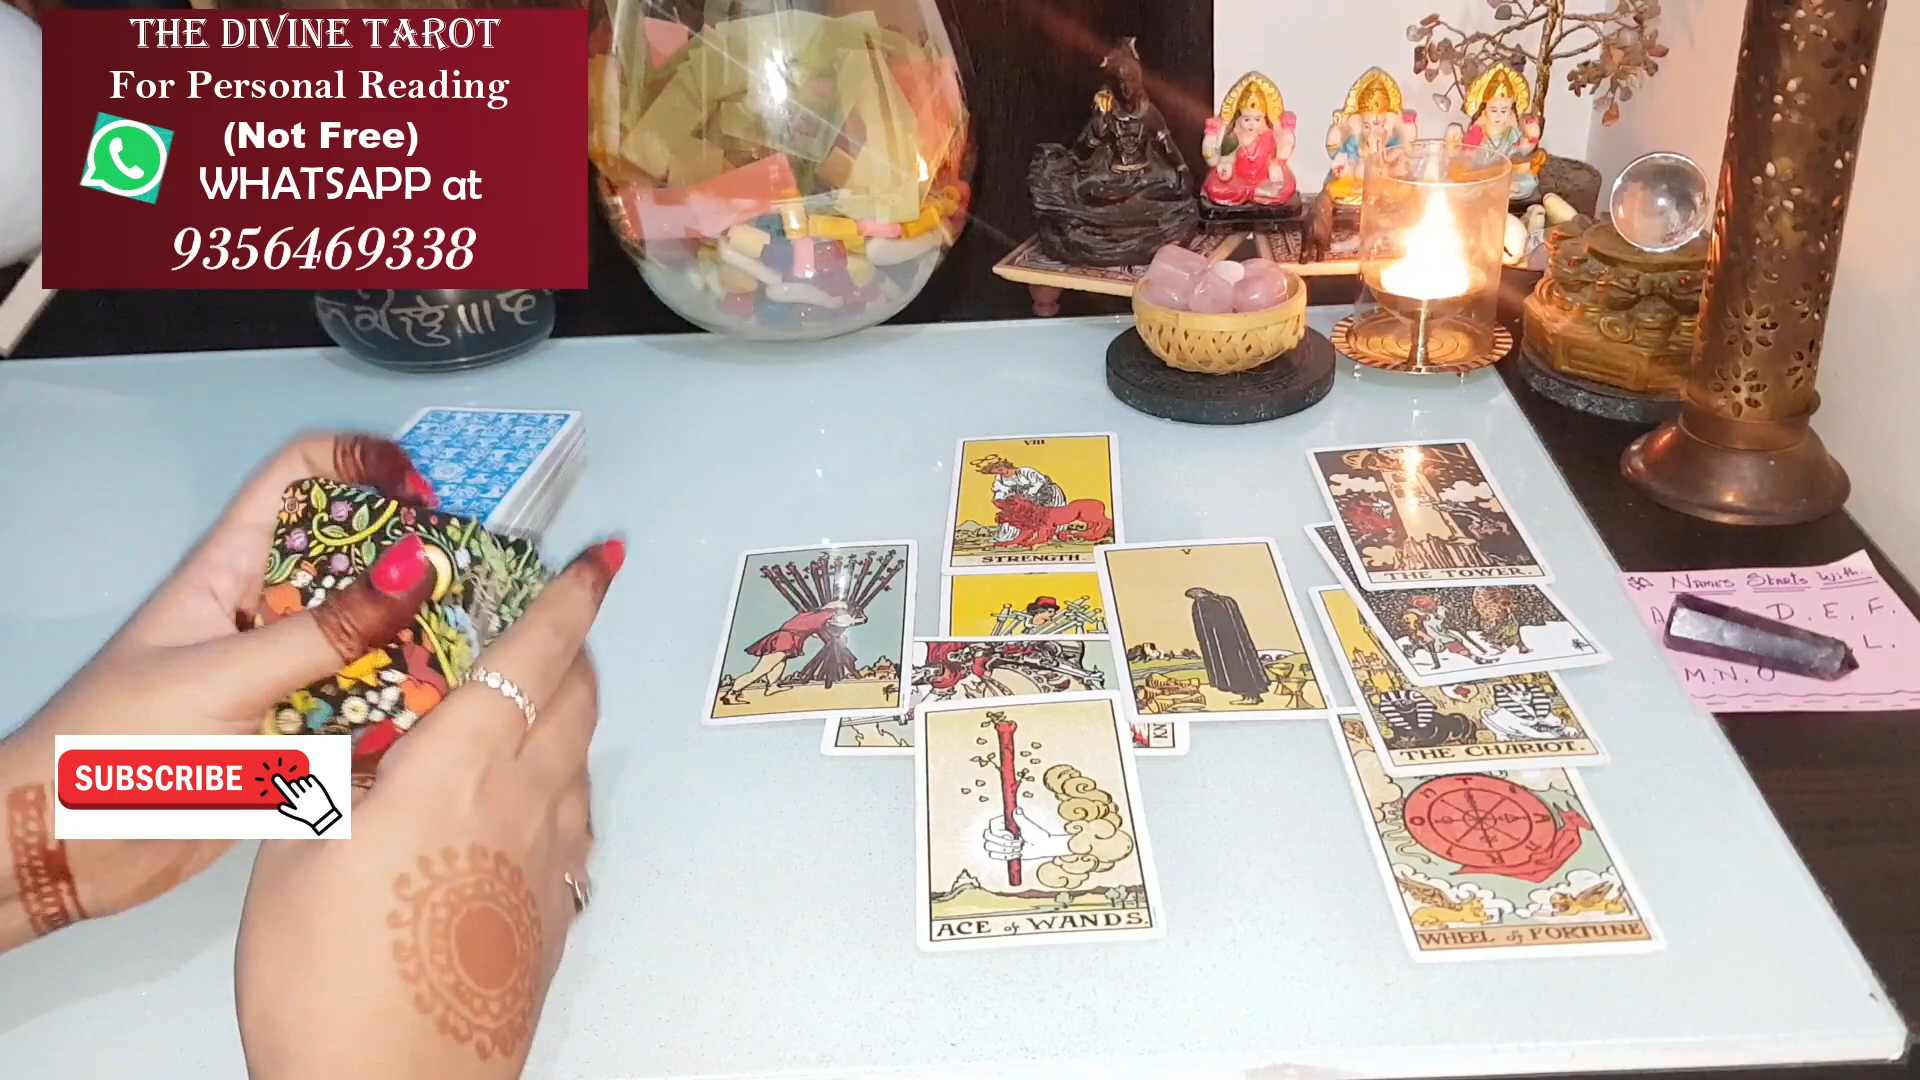 THE DIVINE TAROT
For Personal Reading
(Not Free)
WHATSAPP at
9356469338
SUBSCRIBE
VIII
STRENGTH.
V
THE TOWER.
THE CHARIOT.
ACE of WANDS.
WHEEL of FORTUNE
KN
Names Starts With
A D, E, F,
L,
M, N, O